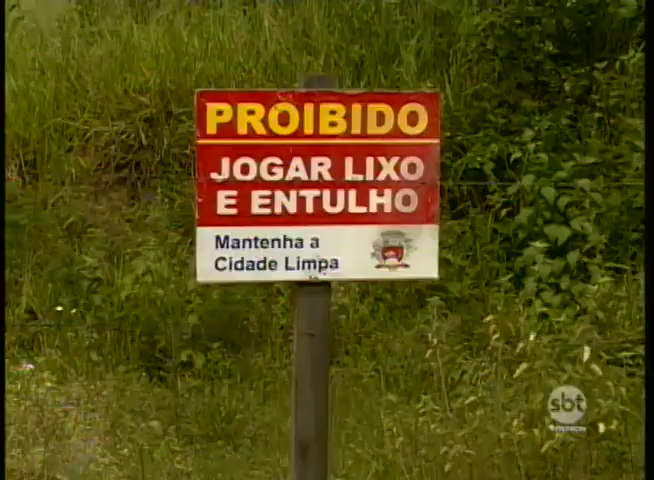 PROIBIDO
JOGAR LIXO
E ENTULHO
Mantenha a
Cidade Limpa
sbt